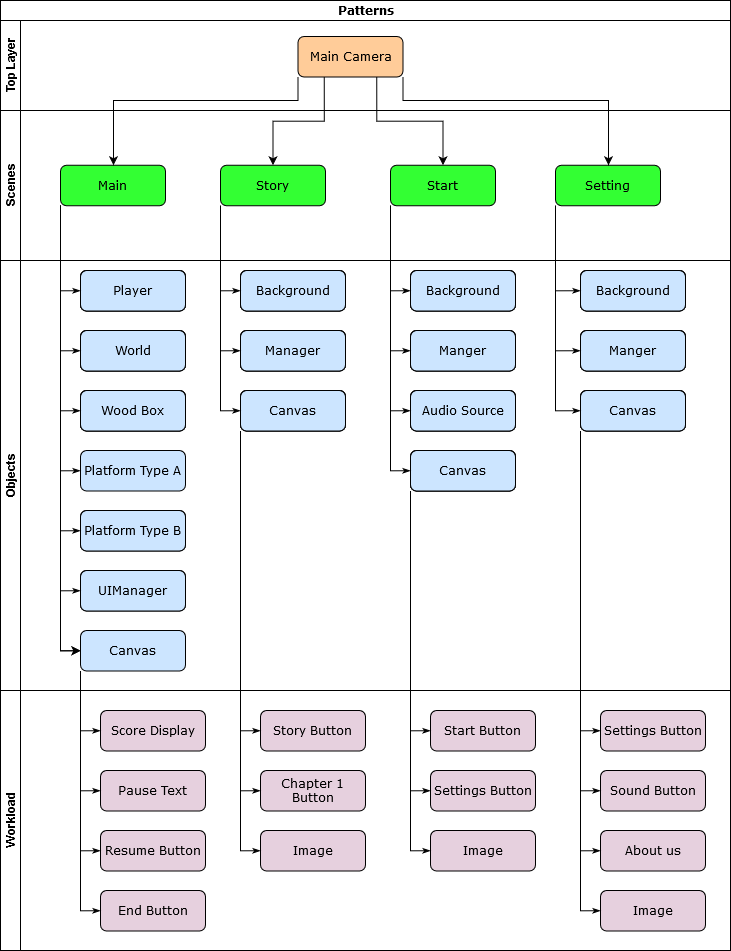 Patterns
Top Layer
Main Camera
Scenes
Main
Story
Start
Setting
Objects
Player
World
Wood Box
Platform Type A
Platform Type B
UIManager
Canvas
Background
Manager
Canvas
Background
Manger
Audio Source
Canvas
Background
Manger
Canvas
Workload
Score Display
Pause Text
Resume Button
End Button
Story Button
Chapter 1
Button
Image
Start Button
Settings Button
Image
Settings Button
Sound Button
About us
Image